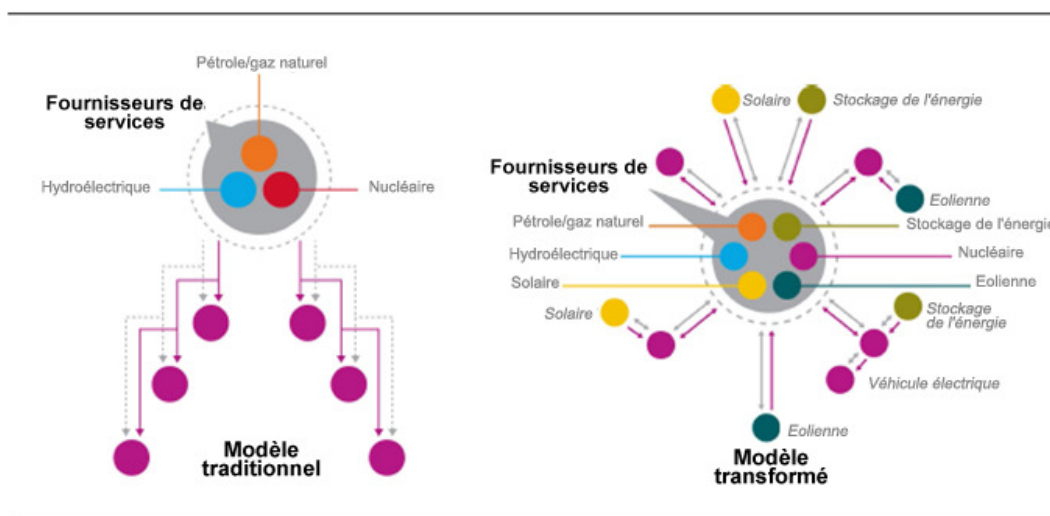 Pétrole/gaz naturel
Fournisseurs de
services
Hydroélectrique
Nucléaire
Modèle
traditionnel
Solaire
Stockage de l'énergie
Fournisseurs de
services
Eolienne
Pétrole/gaz naturel
Stockage de l'énergie
Hydroélectrique
Nucléaire
Solaire
Eolienne
Solaire
Stockage
de l'énergie
Véhicule électrique
Eolienne
Modèle
transformé